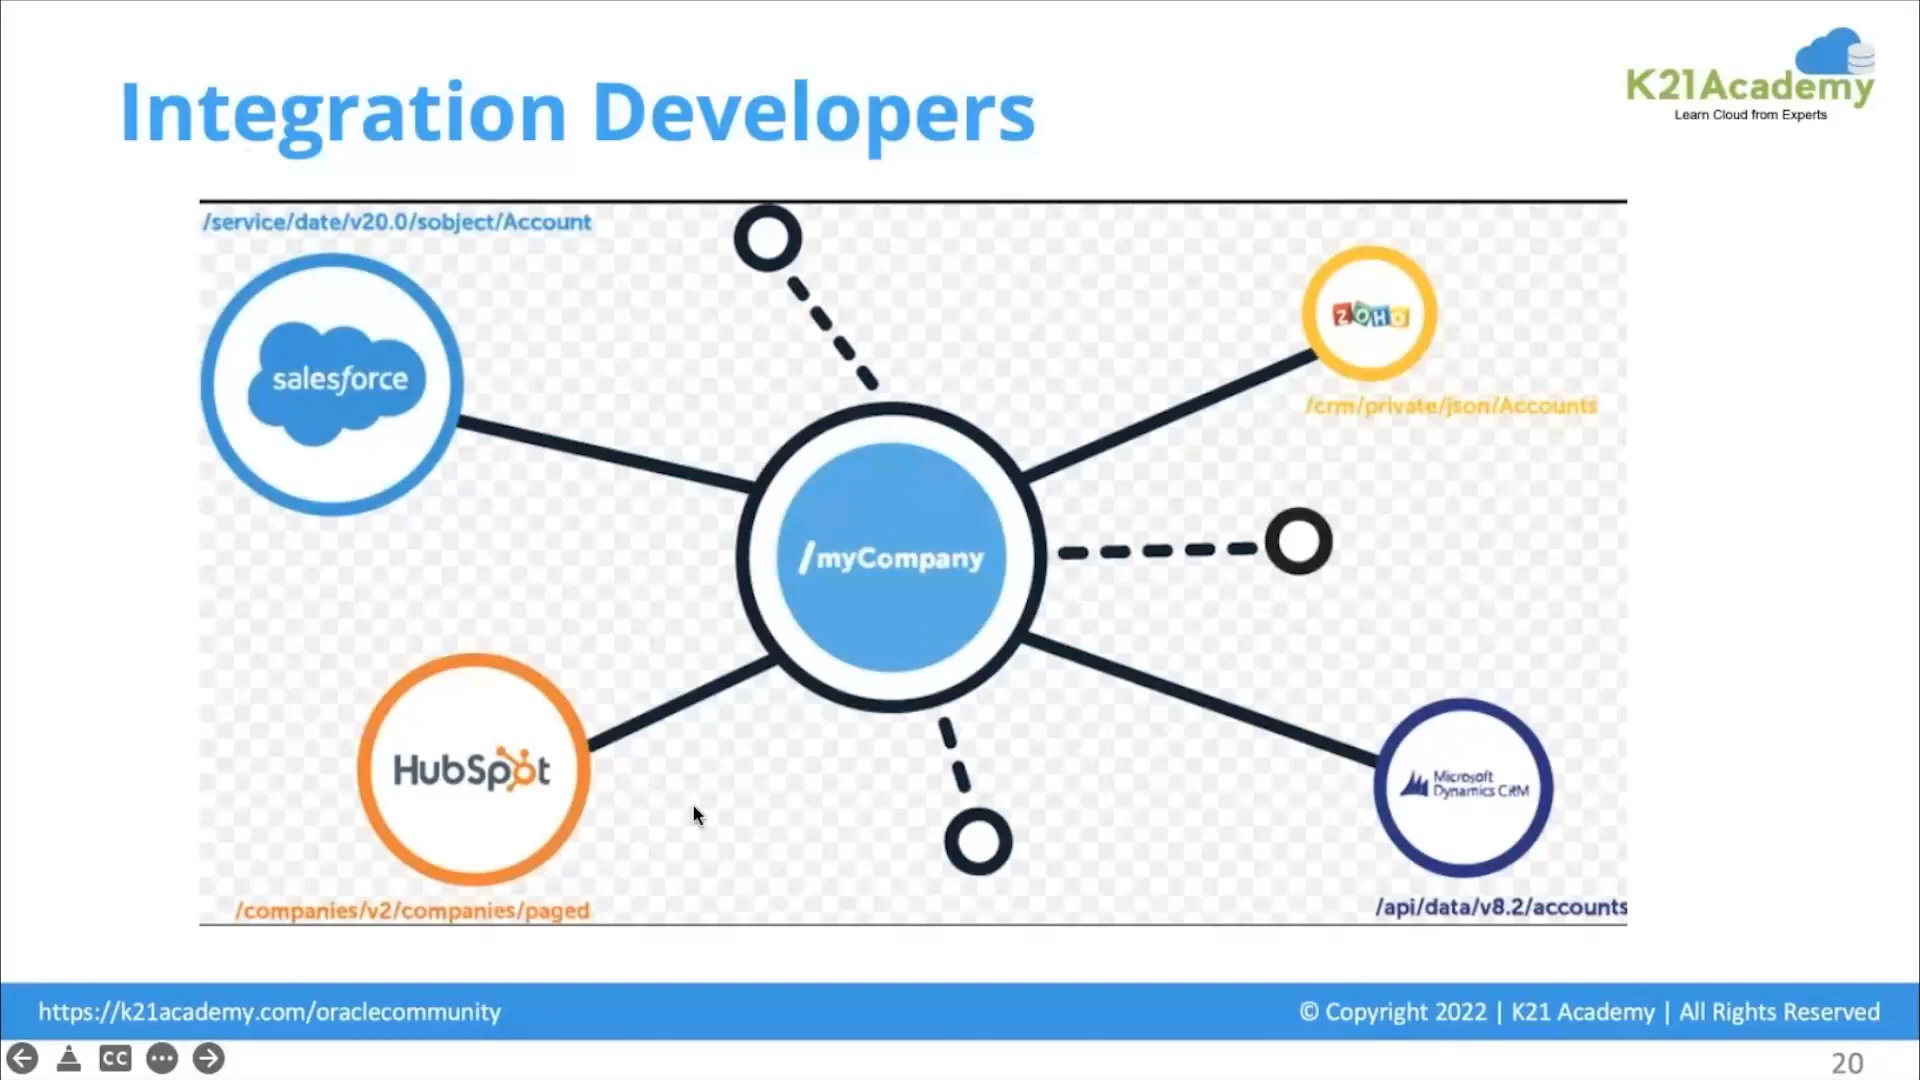 Integration Developers
K21Academy
Learn Cloud from Experts
/service/date/v20.0/sobject/Account
salesforce
ZOHO
/crm/private/json/Accounts
/myCompany
HubSpot
Microsoft
Dynamics CRM
/companies/v2/companies/paged
/api/data/v8.2/accounts
https://k21academy.com/oraclecommunity
© Copyright 2022 | K21 Academy | All Rights Reserved
CC
20